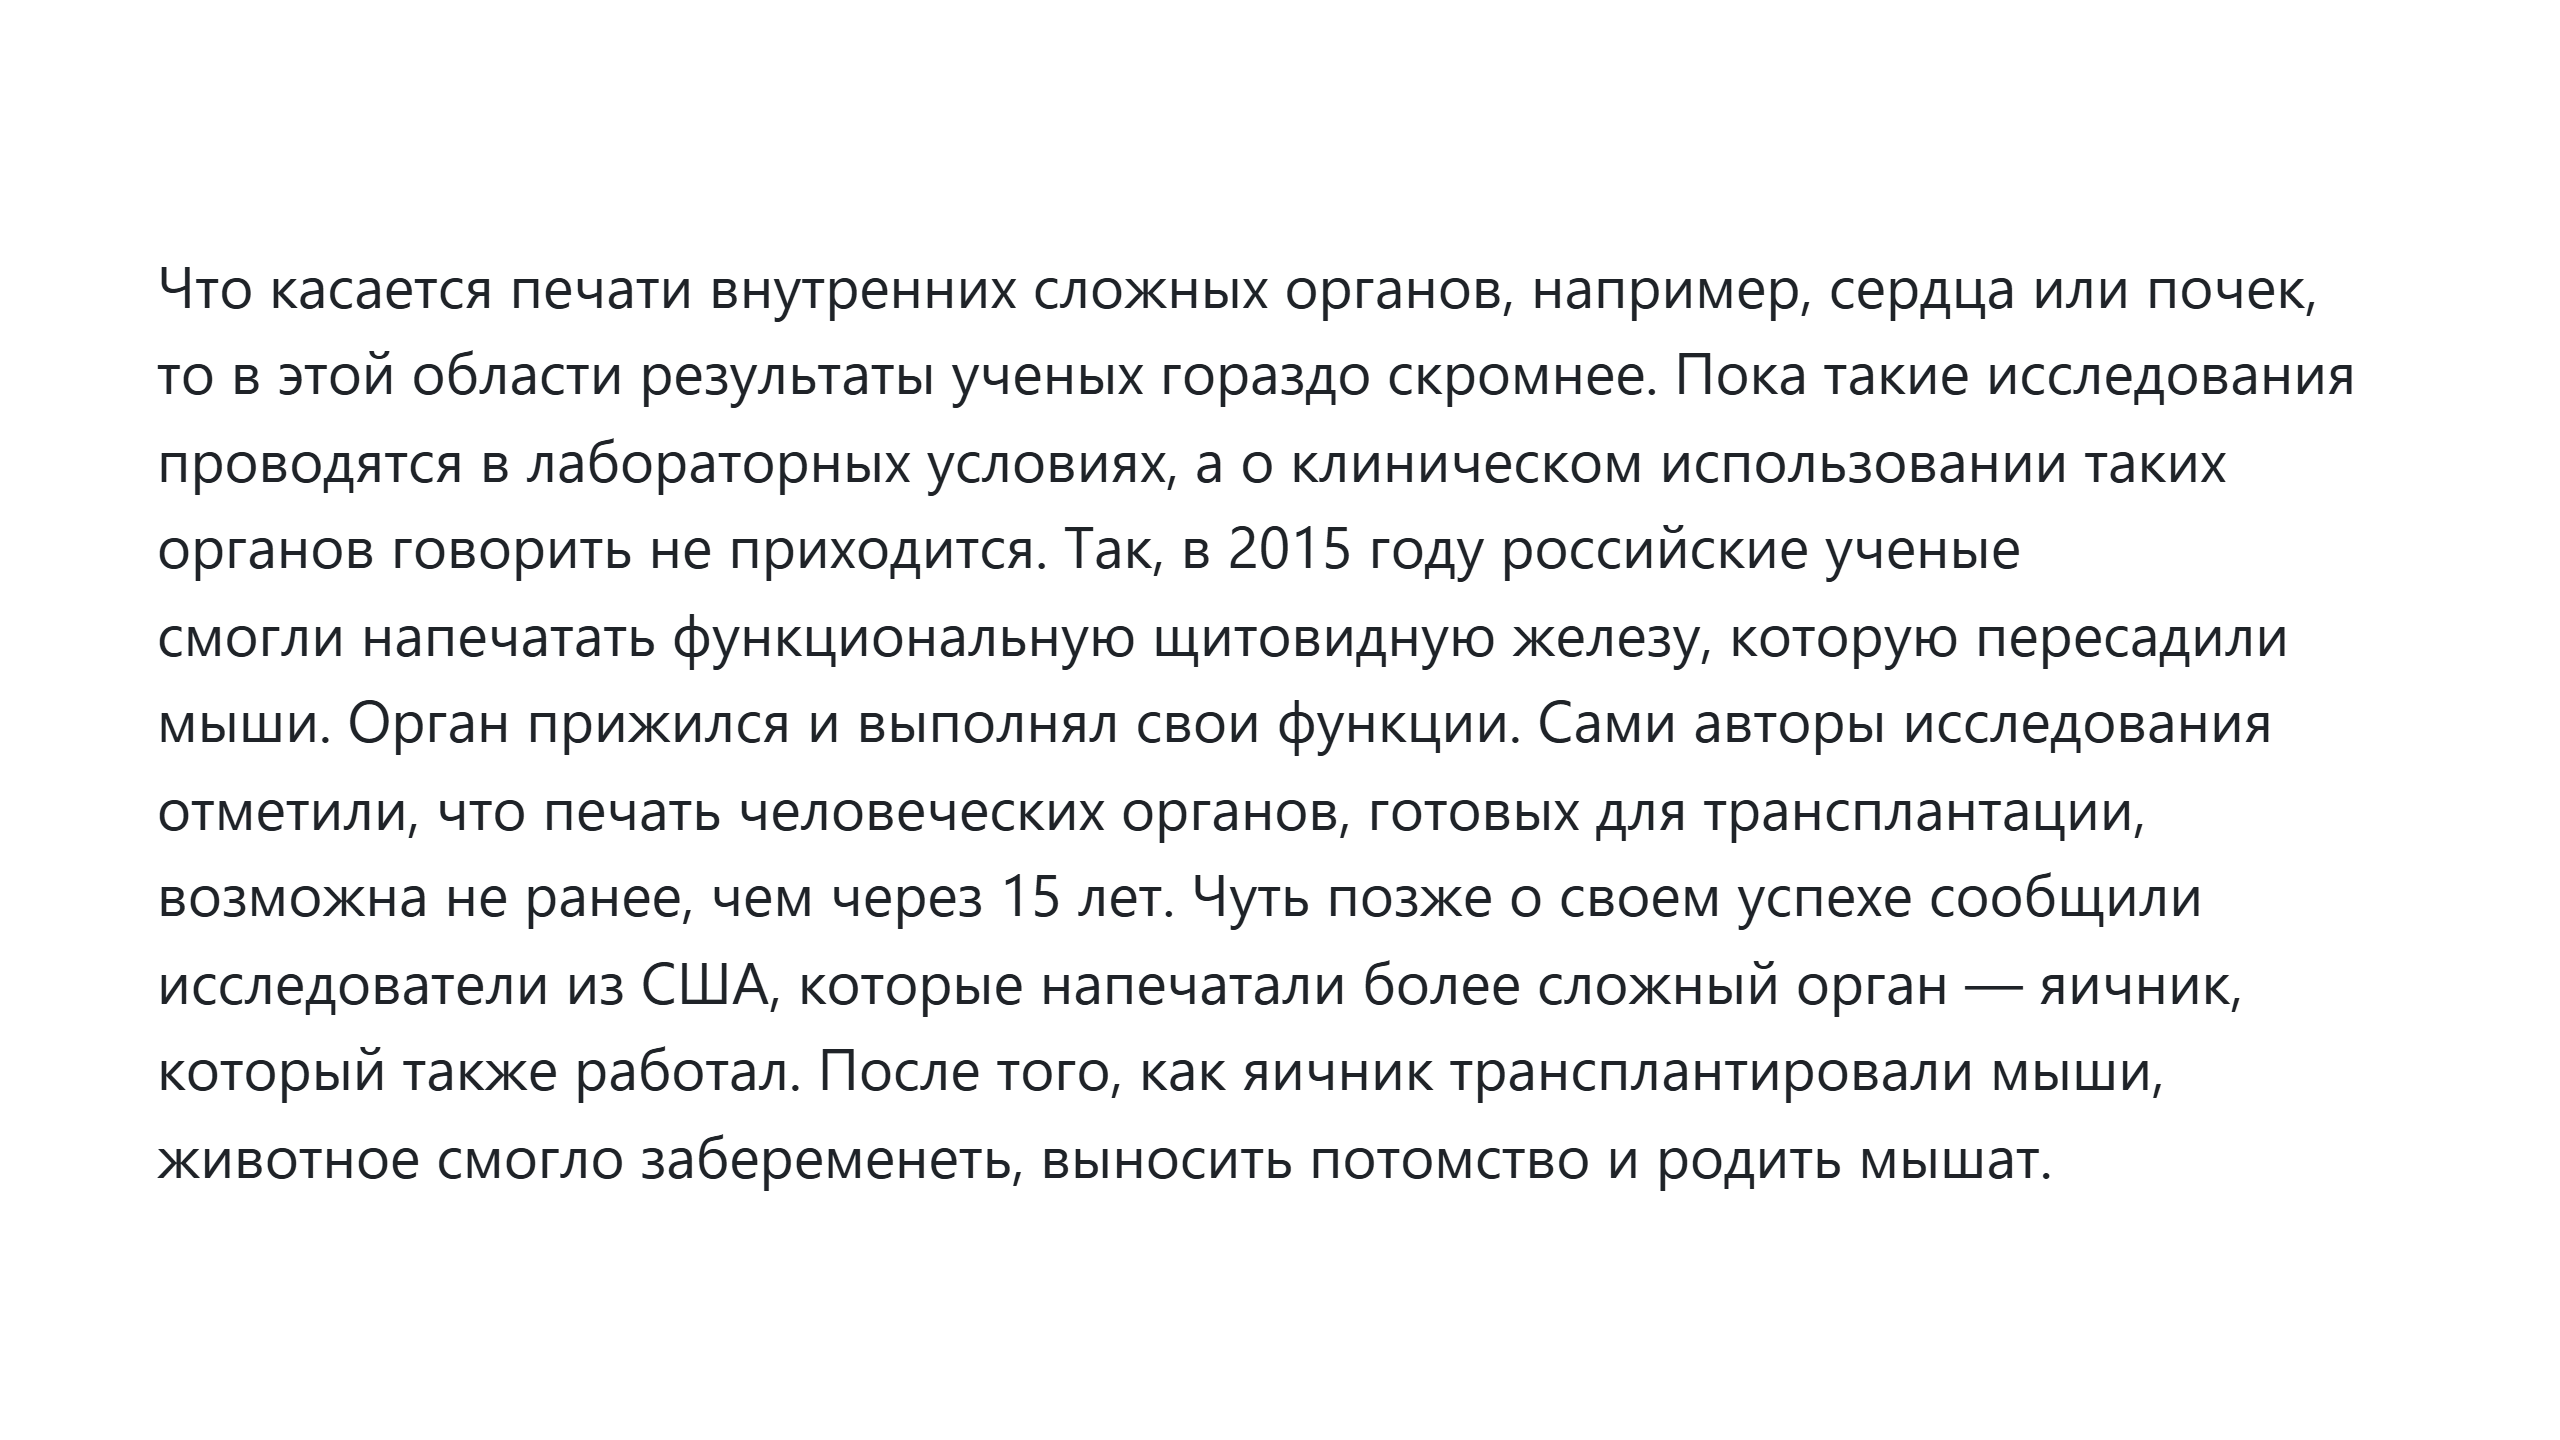 Что касается печати внутренних сложных органов, например, сердца или почек,
то в этой области результаты ученых гораздо скромнее. Пока такие исследования
проводятся в лабораторных условиях, а о клиническом использовании таких
органов говорить не приходится. Так, в 2015 году российские ученые
смогли напечатать функциональную щитовидную железу, которую пересадили
мыши. Орган прижился и выполнял свои функции. Сами авторы исследования
отметили, что печать человеческих органов, готовых для трансплантации,
возможна не ранее, чем через 15 лет. Чуть позже о своем успехе сообщили
исследователи из США, которые напечатали более сложный орган — яичник,
который также работал. После того, как яичник трансплантировали мыши,
животное смогло забеременеть, выносить потомство и родить мышат.